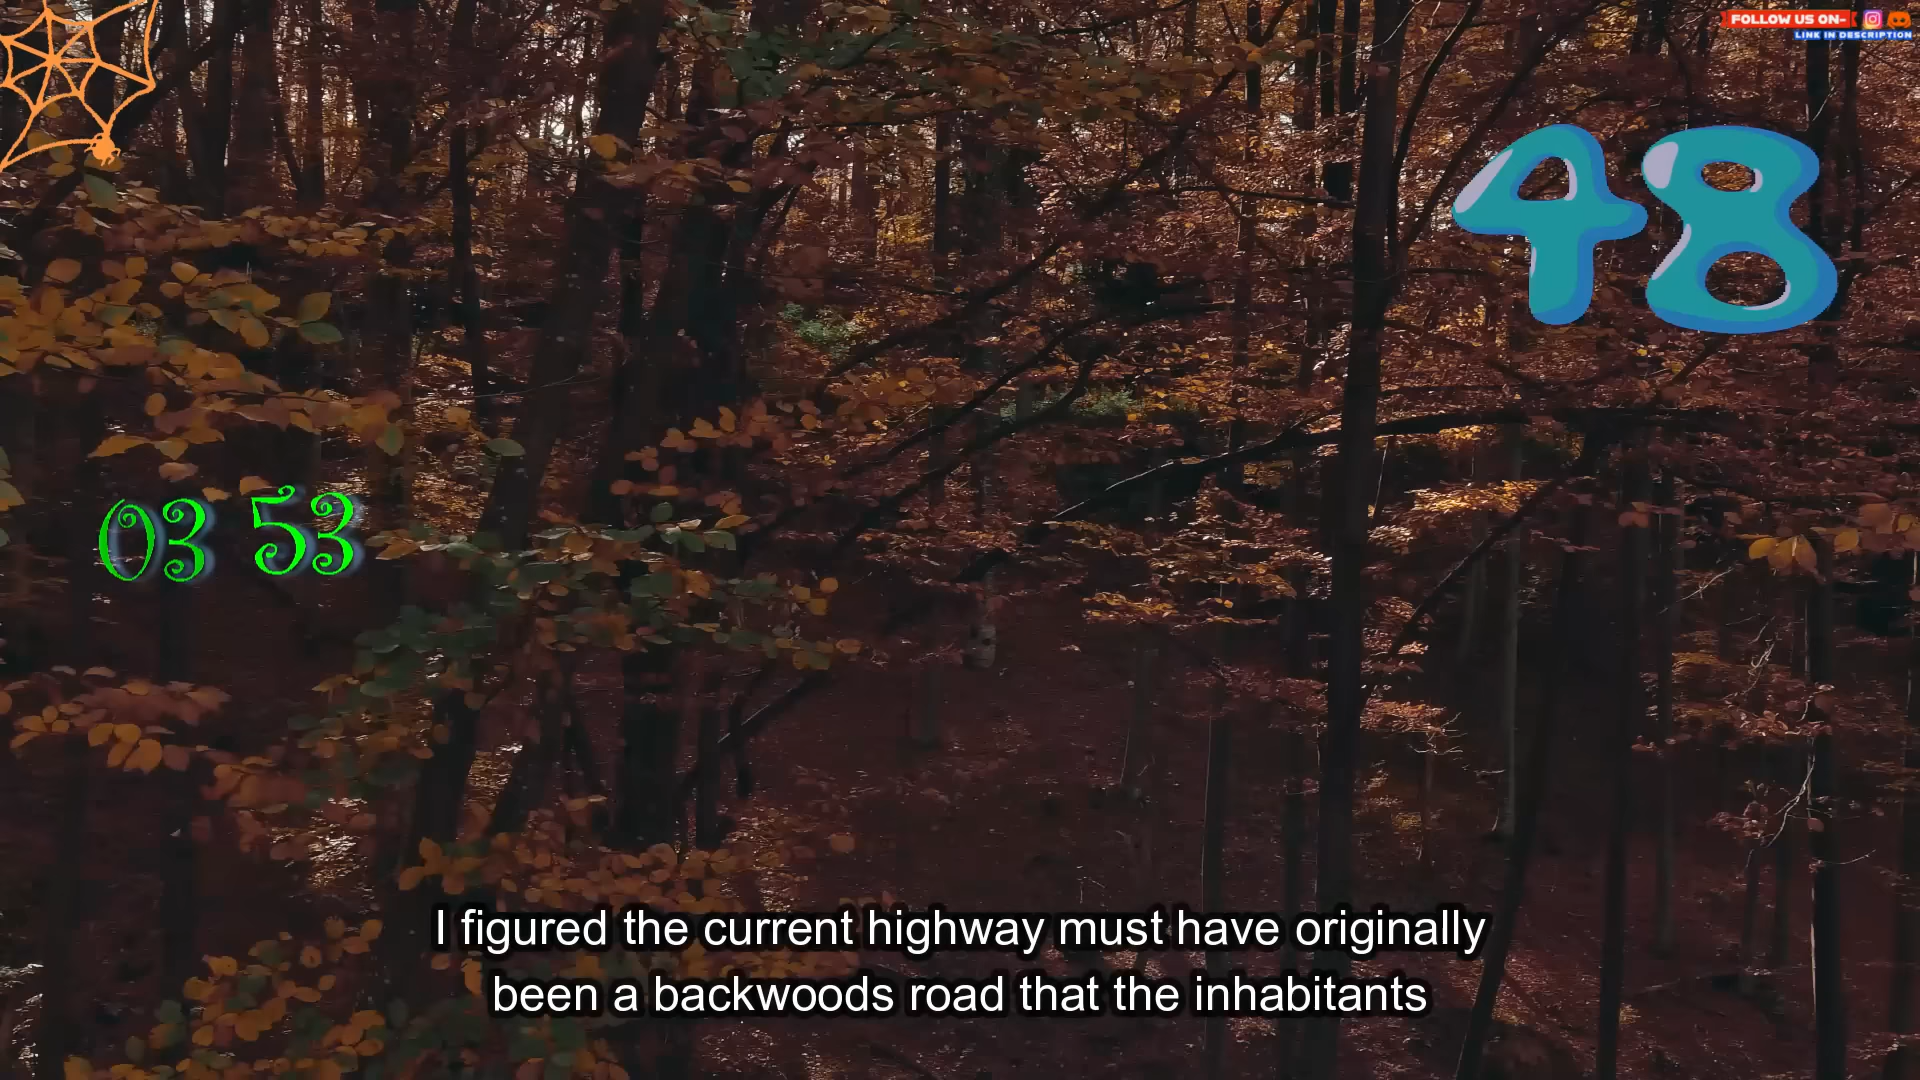 FOLLOW US ON-
LINK IN DESCRIPTION
48
03 53
I figured the current highway must have originally
been a backwoods road that the inhabitants